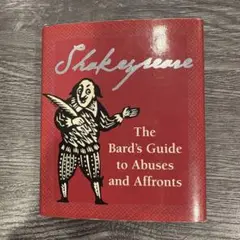 Shakespeare
The
Bard's Guide
to Abuses
and Affronts